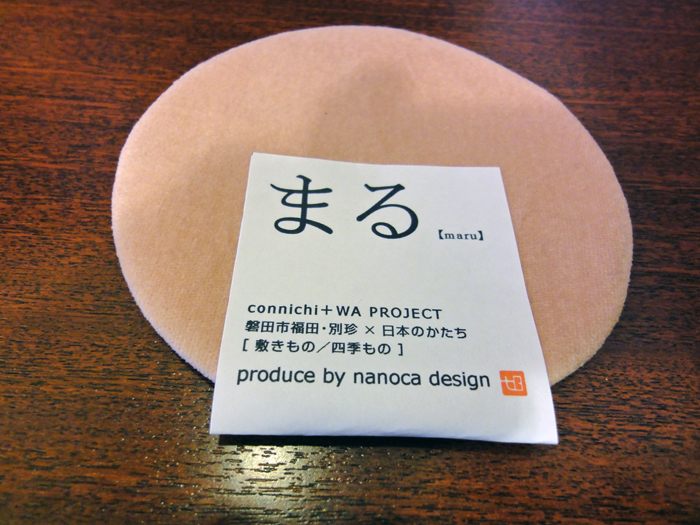 まる 【maru】
connichi＋WA PROJECT
磐田市福田・別珍 × 日本のかたち
[ 敷きもの／四季もの ]
produce by nanoca design